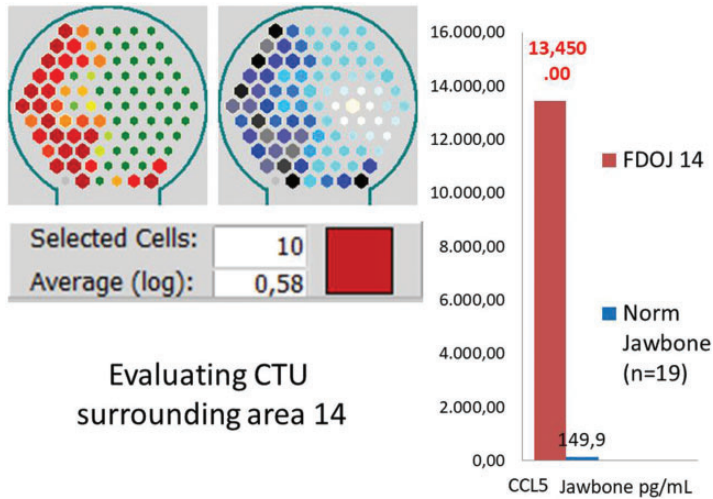 Selected Cells: 10
Average (log): 0,58
Evaluating CTU
surrounding area 14
16.000,00
14.000,00
12.000,00
10.000,00
8.000,00
6.000,00
4.000,00
2.000,00
0,00
13,450
.00
149,9
CCL5 Jawbone pg/mL
FDOJ 14
Norm
Jawbone
(n=19)